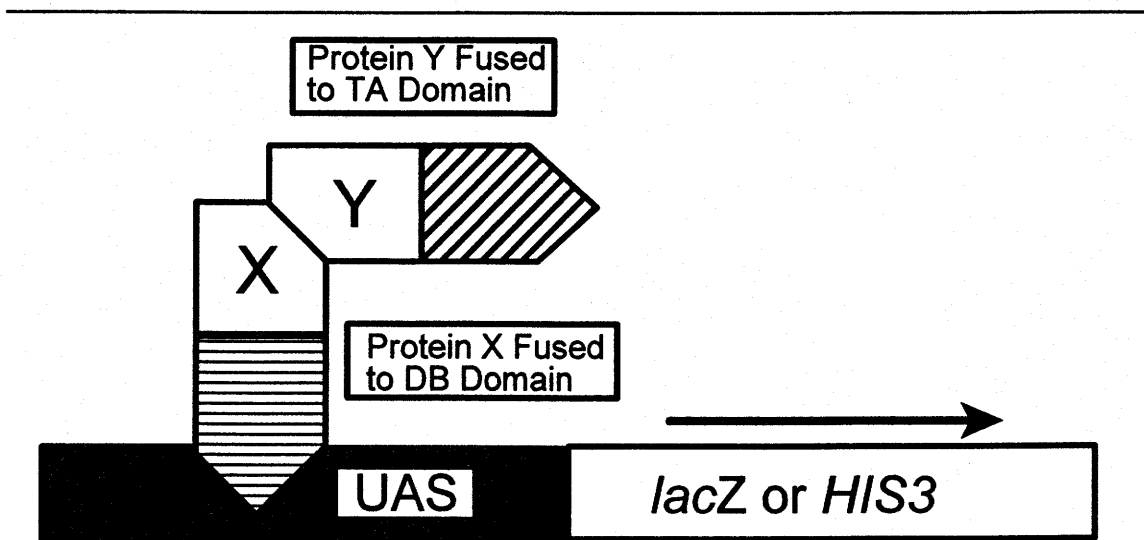 Protein Y Fused
to TA Domain
Y
X
Protein X Fused
to DB Domain
UAS
lacZ or HIS3